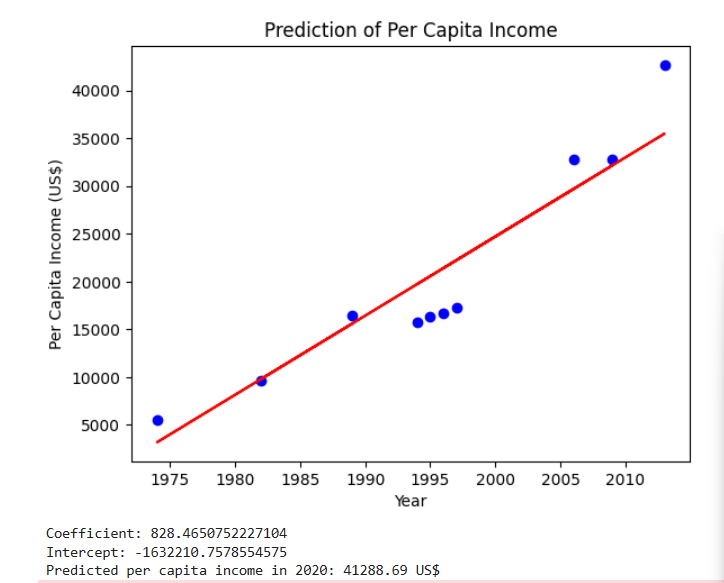 Prediction of Per Capita Income
Per Capita Income (US$)
40000
35000
30000
25000
20000
15000
10000
5000
1975 1980 1985 1990 1995 2000 2005 2010
Year
Coefficient: 828.4650752227104
Intercept: -1632210.7578554575
Predicted per capita income in 2020: 41288.69 US$